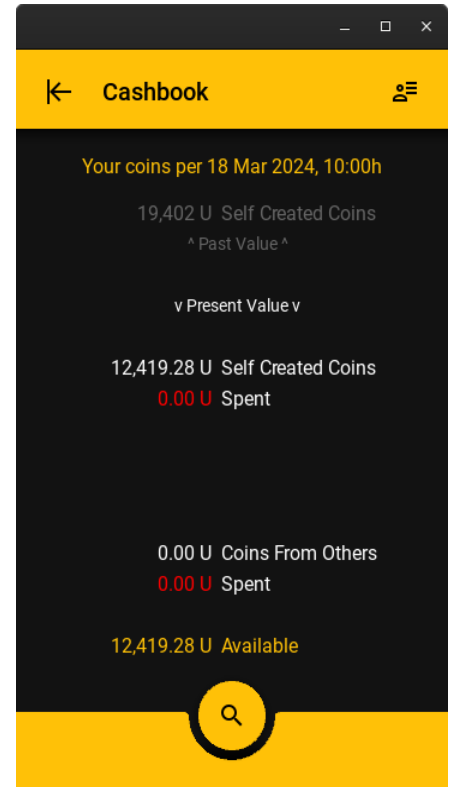 Cashbook
Your coins per 18 Mar 2024, 10:00h
19,402 U Self Created Coins
^ Past Value ^
v Present Value v
12,419.28 U Self Created Coins
0.00 U Spent
0.00 U Coins From Others
0.00 U Spent
12,419.28 U Available